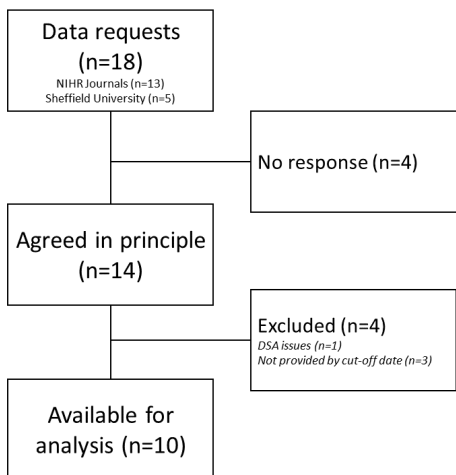 Data requests
(n=18)
NIHR Journals (n=13)
Sheffield University (n=5)
No response (n=4)
Agreed in principle
(n=14)
Excluded (n=4)
DSA issues (n=1)
Not provided by cut-off date (n=3)
Available for
analysis (n=10)